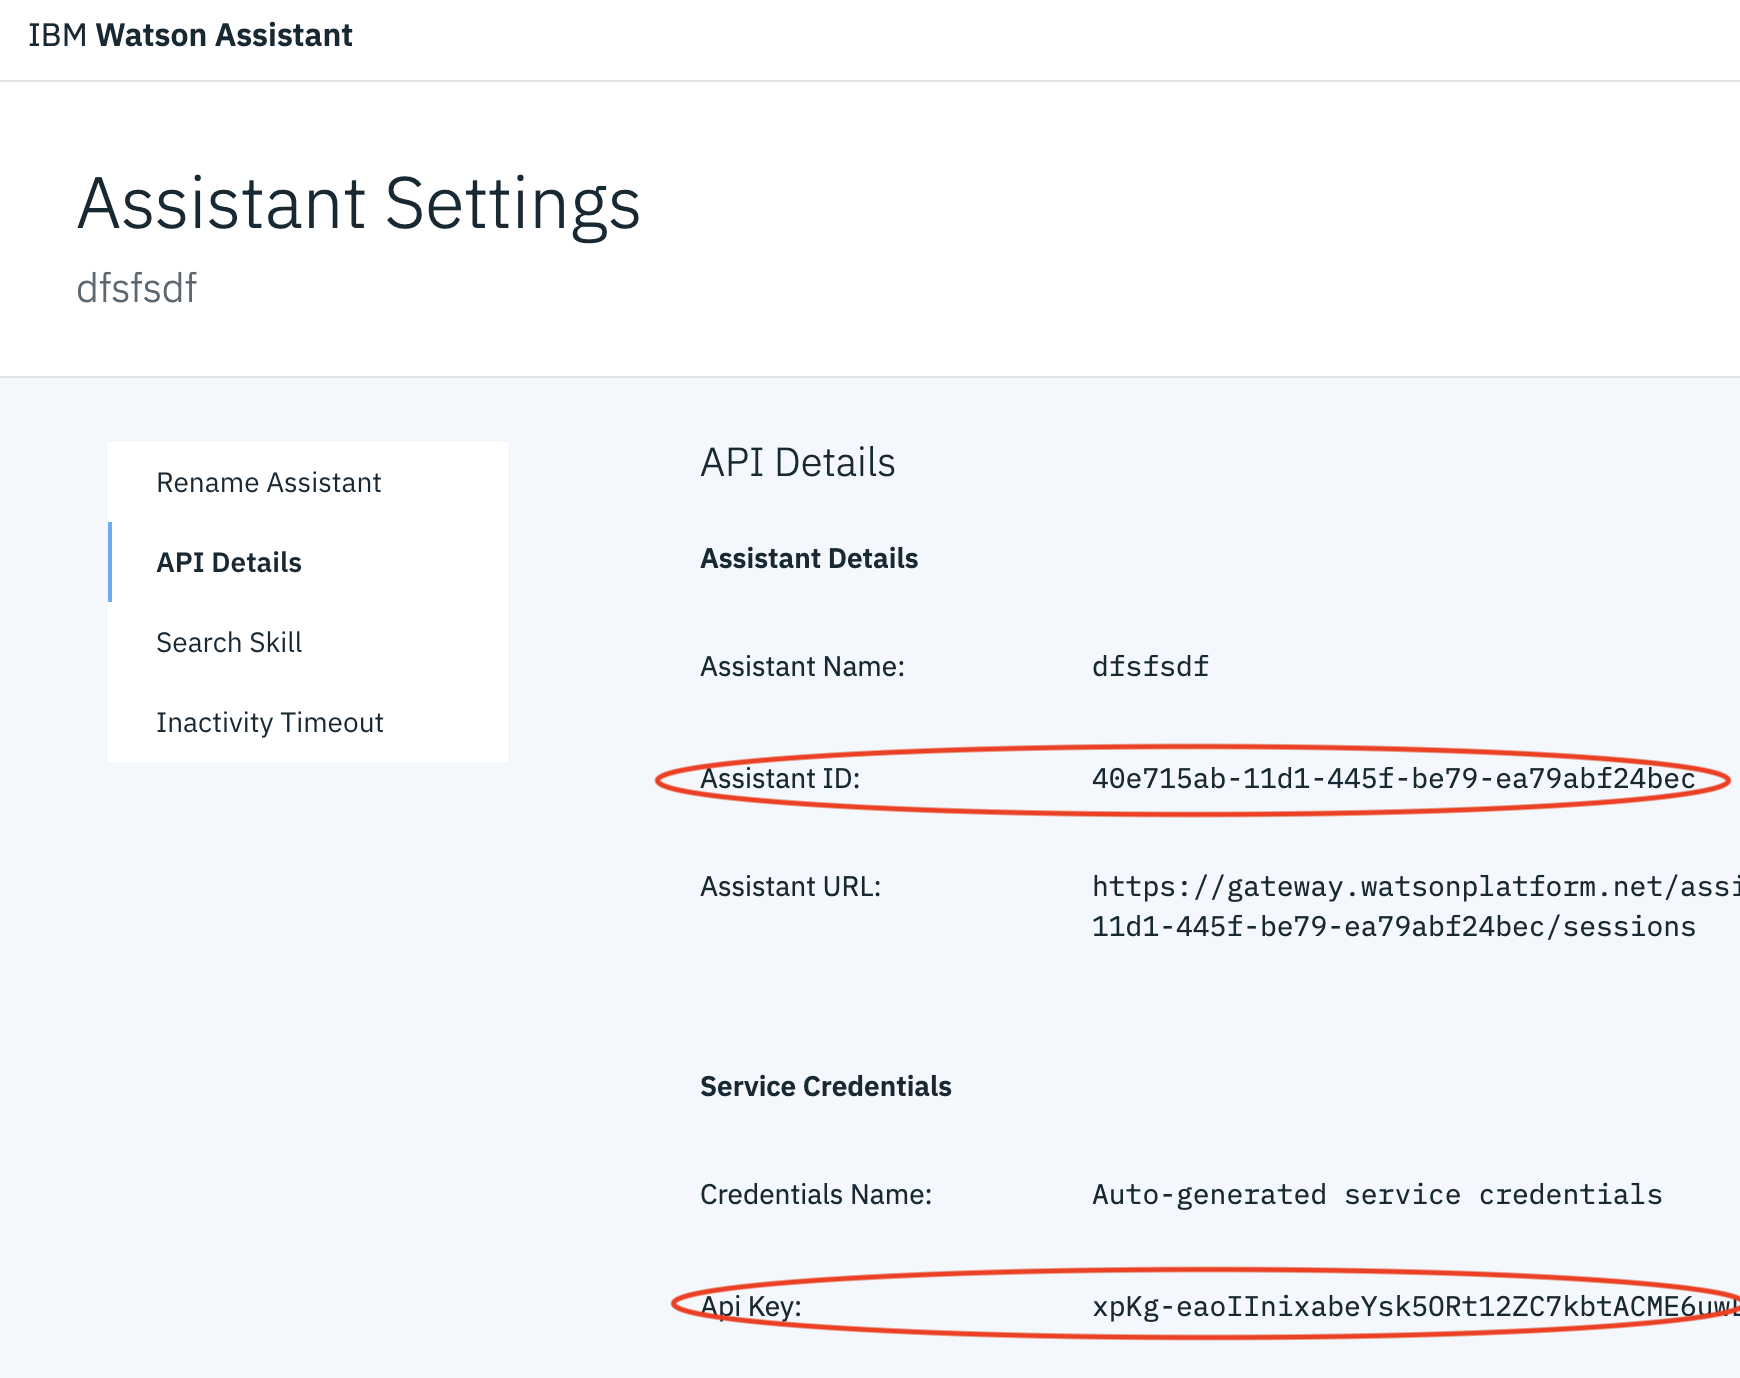 IBM Watson Assistant
Assistant Settings
dfsfsdf
Rename Assistant
API Details
Search Skill
Inactivity Timeout
API Details
Assistant Details
Assistant Name: dfsfsdf
Assistant ID: 40e715ab-11d1-445f-be79-ea79abf24bec
Assistant URL: https://gateway.watsonplatform.net/assi
11d1-445f-be79-ea79abf24bec/sessions
Service Credentials
Credentials Name: Auto-generated service credentials
Api Key: xpKg-eaoIInixabeYsk5ORt12ZC7kbtACME6uw